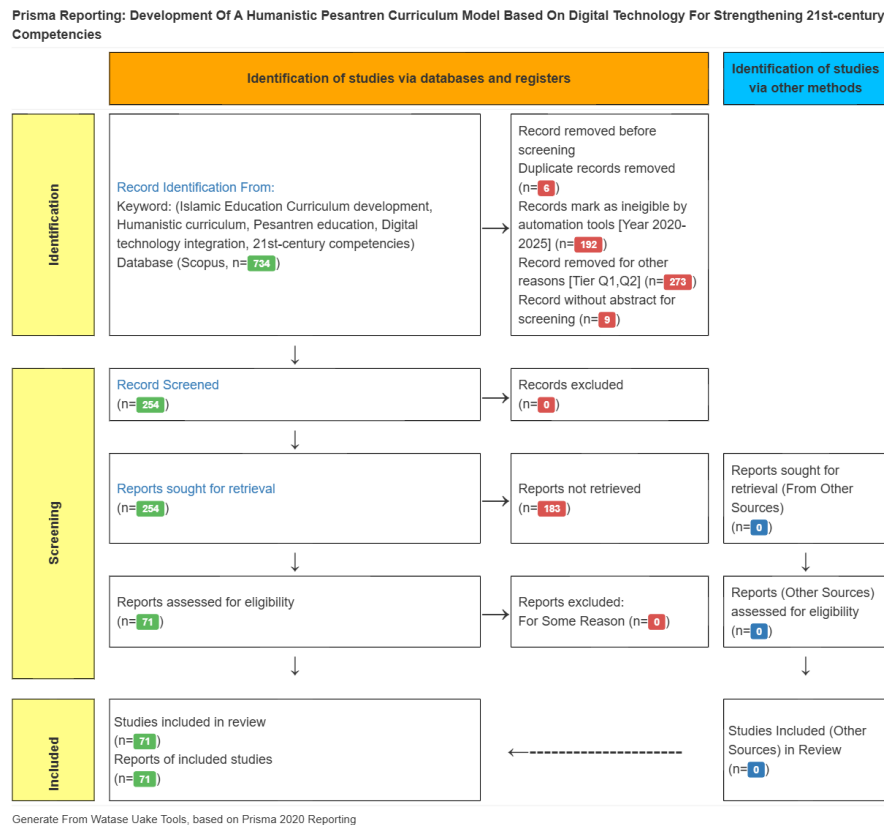 Prisma Reporting: Development Of A Humanistic Pesantren Curriculum Model Based On Digital Technology For Strengthening 21st-century
Competencies
Identification of studies via databases and registers
Identification of studies
via other methods
Identification
Record Identification From:
Keyword: (Islamic Education Curriculum development,
Humanistic curriculum, Pesantren education, Digital
technology integration, 21st-century competencies)
Database (Scopus, n= 734)
Record removed before
screening
Duplicate records removed
(n= 6)
Records mark as ineigible by
automation tools [Year 2020-
2025] (n= 192)
Record removed for other
reasons [Tier Q1,Q2] (n= 273)
Record without abstract for
screening (n= 9)
Screening
Record Screened
(n= 254)
Records excluded
(n= 0)
Reports sought for retrieval
(n= 254)
Reports not retrieved
(n= 183)
Reports sought for
retrieval (From Other
Sources)
(n= 0)
Reports assessed for eligibility
(n= 71)
Reports excluded:
For Some Reason (n= 0)
Reports (Other Sources)
assessed for eligibility
(n= 0)
Included
Studies included in review
(n= 71)
Reports of included studies
(n= 71)
Studies Included (Other
Sources) in Review
(n= 0)
Generate From Watase Uake Tools, based on Prisma 2020 Reporting